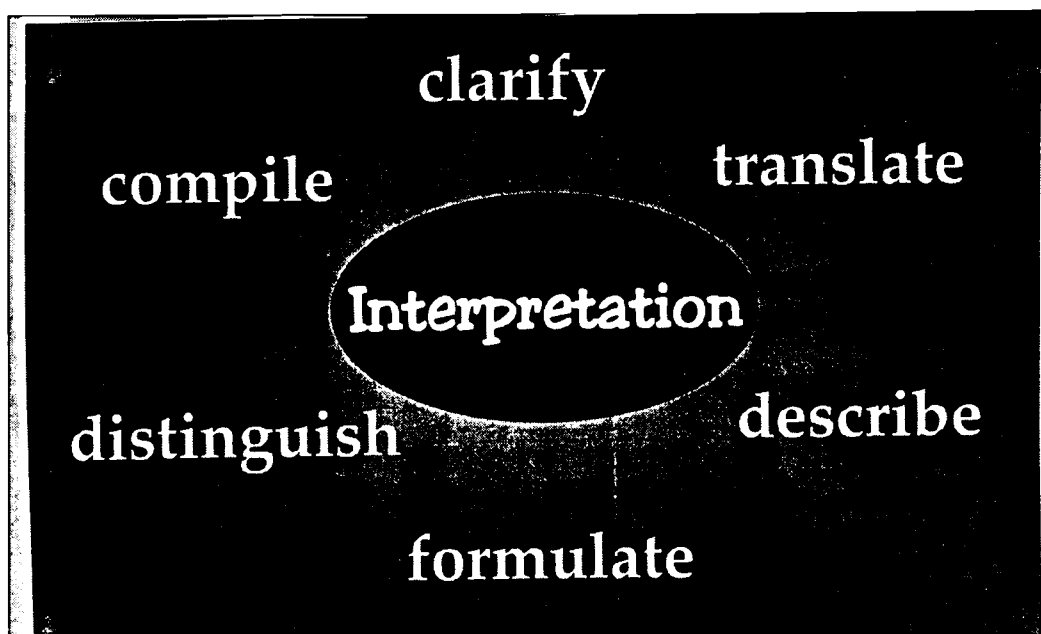 clarify
compile
translate
Interpretation
distinguish
describe
formulate